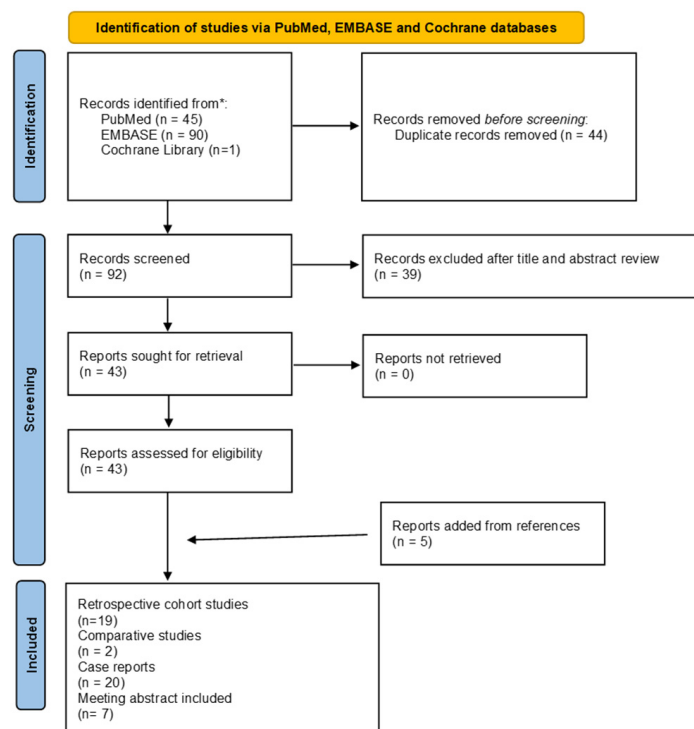 Identification of studies via PubMed, EMBASE and Cochrane databases
Identification
Records identified from*:
PubMed (n = 45)
EMBASE (n = 90)
Cochrane Library (n=1)
Records removed before screening:
Duplicate records removed (n = 44)
Screening
Records screened
(n = 92)
Records excluded after title and abstract review
(n = 39)
Reports sought for retrieval
(n = 43)
Reports not retrieved
(n = 0)
Reports assessed for eligibility
(n = 43)
Reports added from references
(n = 5)
Included
Retrospective cohort studies
(n=19)
Comparative studies
(n = 2)
Case reports
(n = 20)
Meeting abstract included
(n= 7)